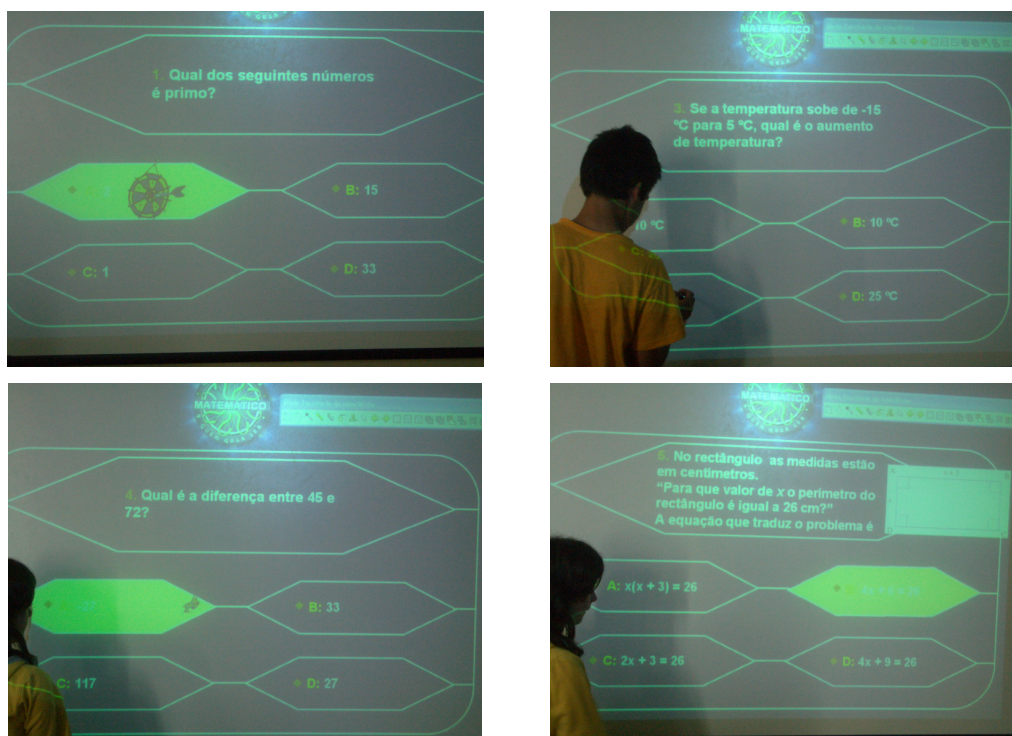 1. Qual dos seguintes números
é primo?
B: 15
C: 1
D: 33
MATEMÁTICO
3. Se a temperatura sobe de -15
ºC para 5 ºC, qual é o aumento
de temperatura?
10 ºC
B: 10 ºC
D: 25 ºC
MATEMÁTICO
4. Qual é a diferença entre 45 e
72?
B: 33
C: 117
D: 27
MATEMÁTICO
5. No rectângulo as medidas estão
em centímetros.
“Para que valor de x o perímetro do
rectângulo é igual a 26 cm?”
A equação que traduz o problema é
A: x(x + 3) = 26
C: 2x + 3 = 26
D: 4x + 9 = 26